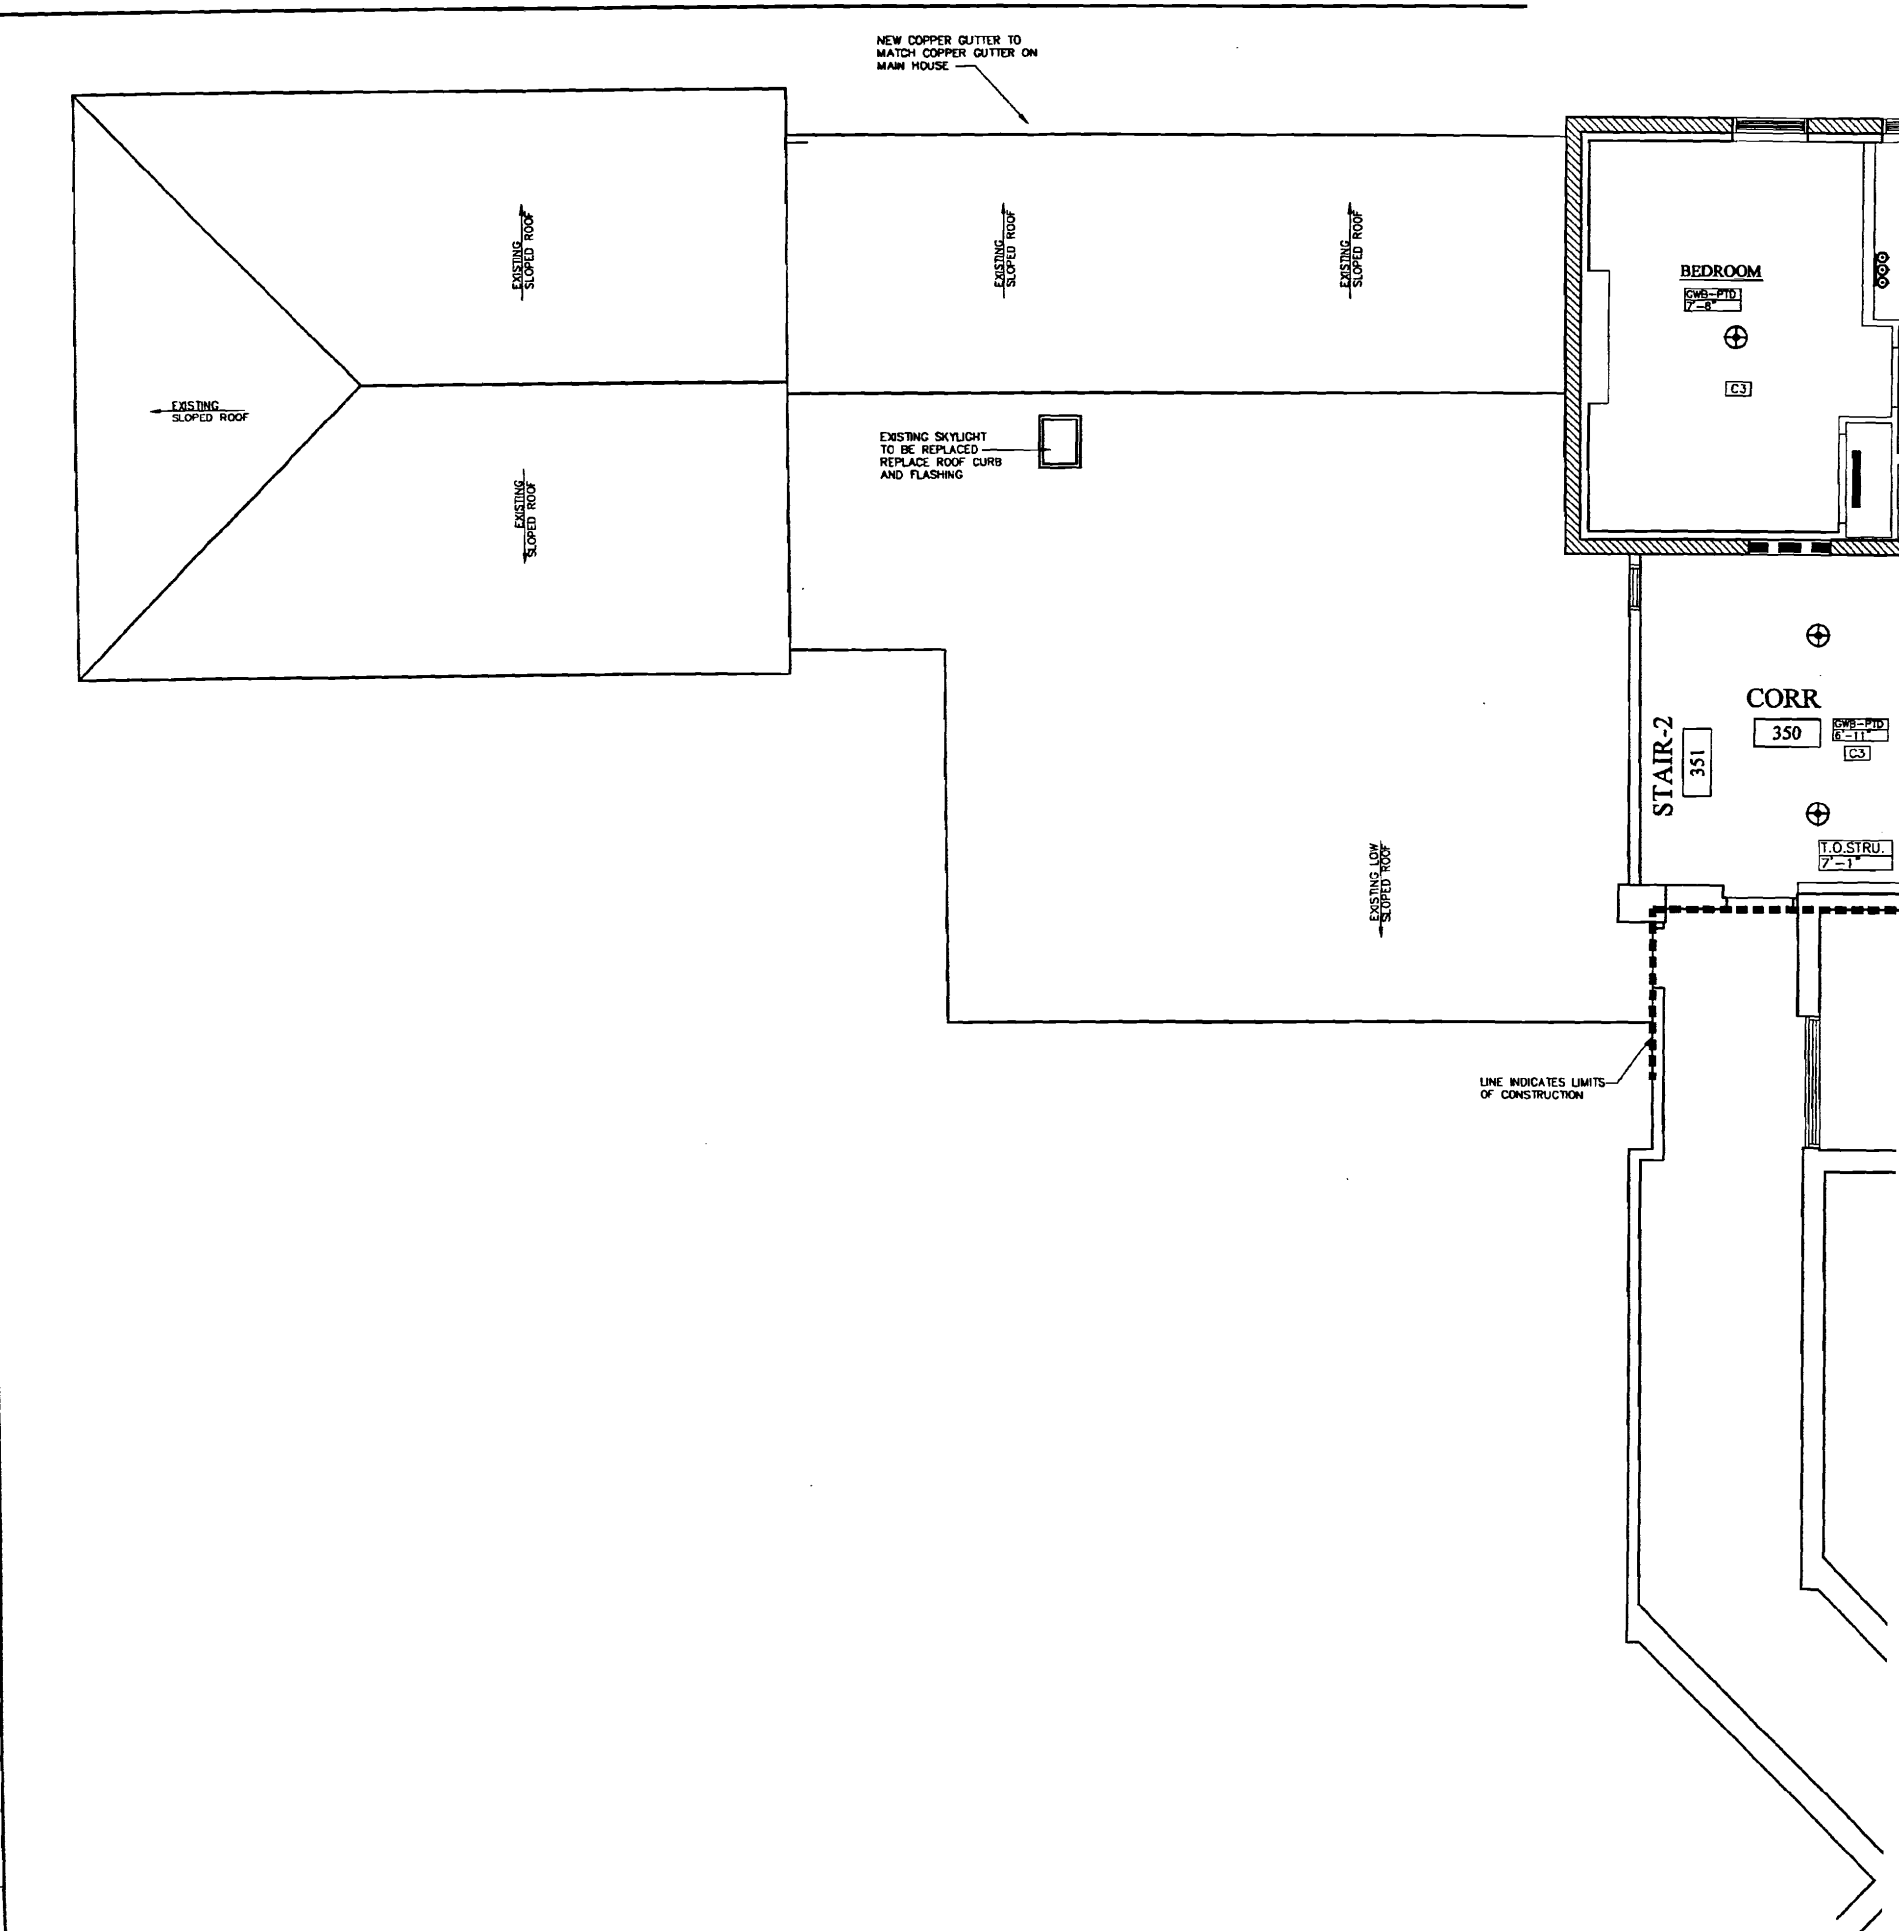 NEW COPPER GUTTER TO
MATCH COPPER GUTTER ON
MAIN HOUSE
EXISTING
SLOPED ROOF
EXISTING
SLOPED ROOF
EXISTING
SLOPED ROOF
BEDROOM
GWB-PTD
7'-8"
C3
EXISTING
SLOPED ROOF
EXISTING SKYLIGHT
TO BE REPLACED
REPLACE ROOF CURB
AND FLASHING
EXISTING
SLOPED ROOF
STAIR-2
351
CORR
350
GWB-PTD
6'-11"
C3
T.O.STRU.
7'-1"
EXISTING LOW
SLOPED ROOF
LINE INDICATES LIMITS
OF CONSTRUCTION